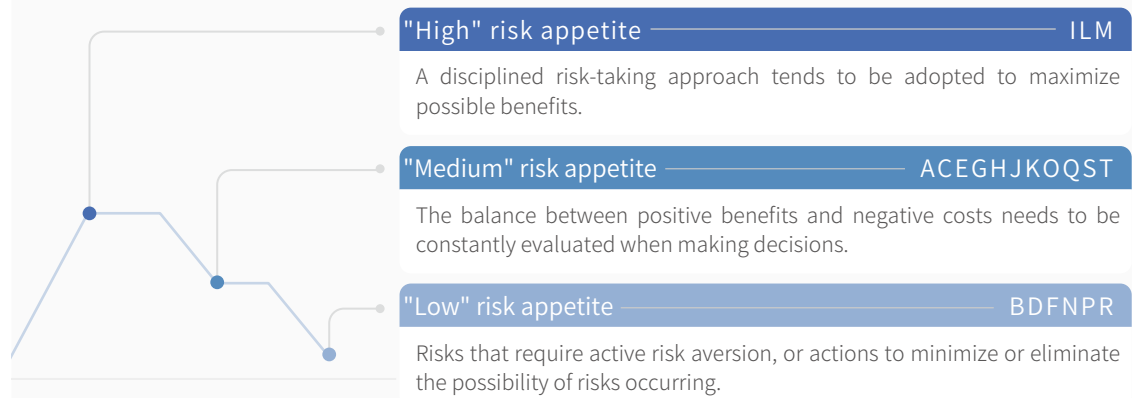 "High" risk appetite ILM
A disciplined risk-taking approach tends to be adopted to maximize
possible benefits.
"Medium" risk appetite ACEGHJKOQST
The balance between positive benefits and negative costs needs to be
constantly evaluated when making decisions.
"Low" risk appetite BDFNPR
Risks that require active risk aversion, or actions to minimize or eliminate
the possibility of risks occurring.